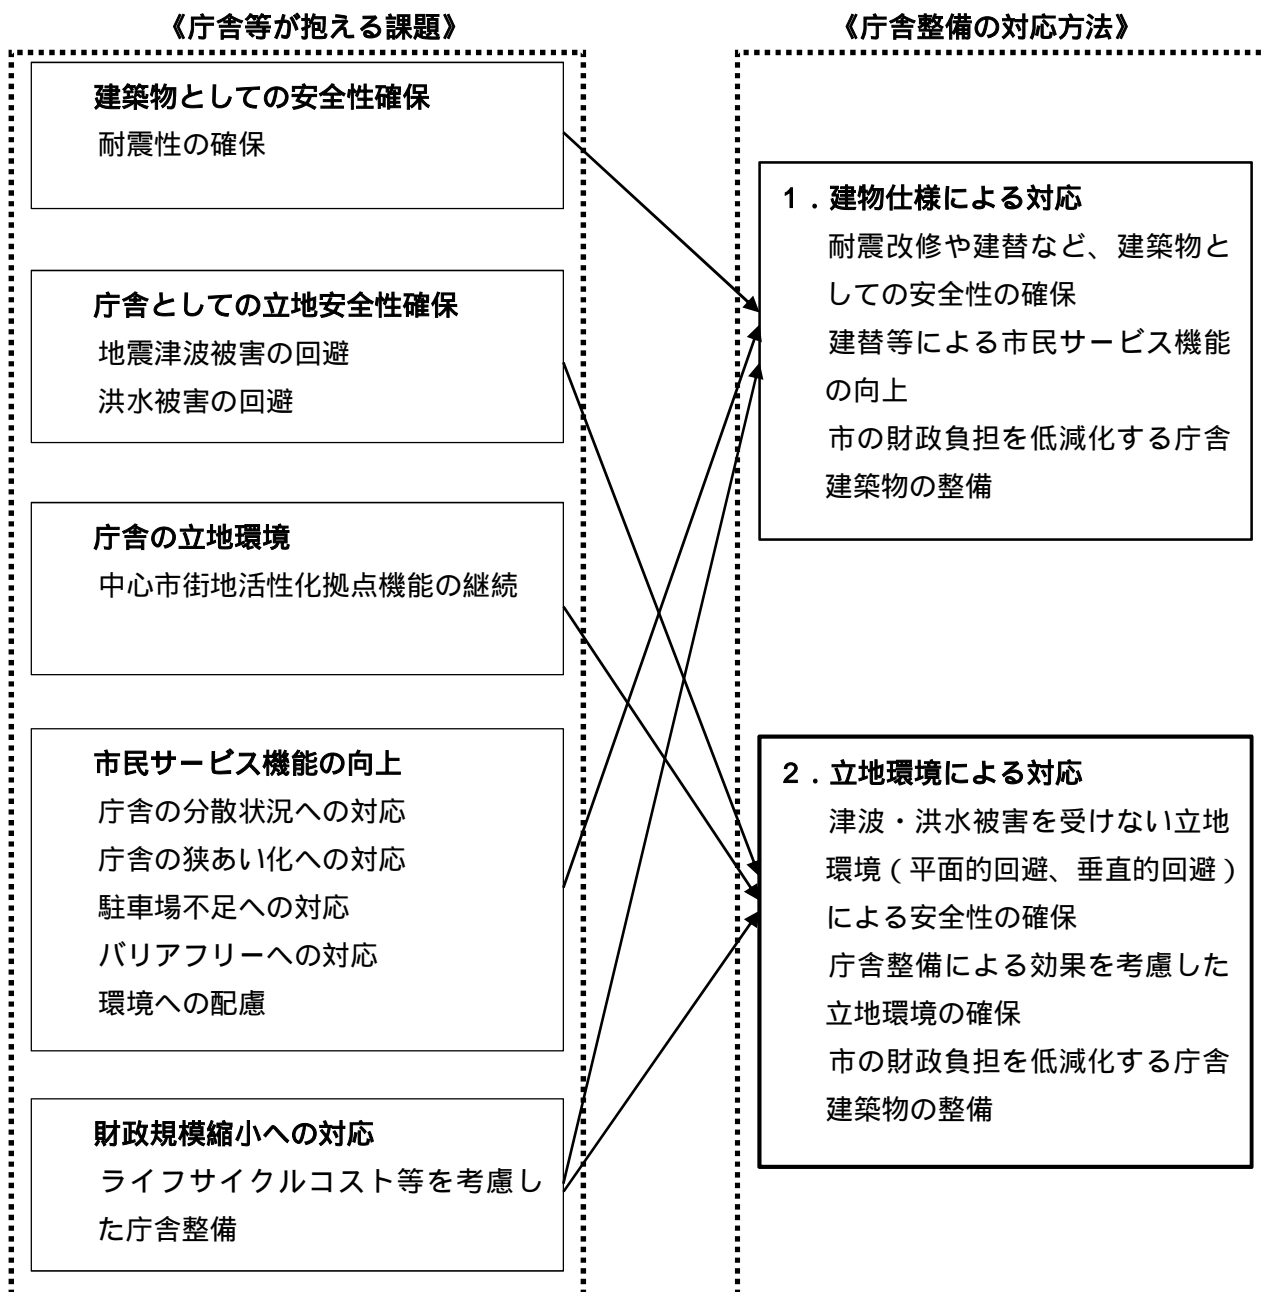 《庁舎等が抱える課題》
建築物としての安全性確保
耐震性の確保
庁舎としての立地安全性確保
地震津波被害の回避
洪水被害の回避
庁舎の立地環境
中心市街地活性化拠点機能の継続
市民サービス機能の向上
庁舎の分散状況への対応
庁舎の狭あい化への対応
駐車場不足への対応
バリアフリーへの対応
環境への配慮
財政規模縮小への対応
ライフサイクルコスト等を考慮し
た庁舎整備
《庁舎整備の対応方法》
1．建物仕様による対応
耐震改修や建替など、建築物と
しての安全性の確保
建替等による市民サービス機能
の向上
市の財政負担を低減化する庁舎
建築物の整備
2．立地環境による対応
津波・洪水被害を受けない立地
環境（平面的回避、垂直的回避）
による安全性の確保
庁舎整備による効果を考慮した
立地環境の確保
市の財政負担を低減化する庁舎
建築物の整備